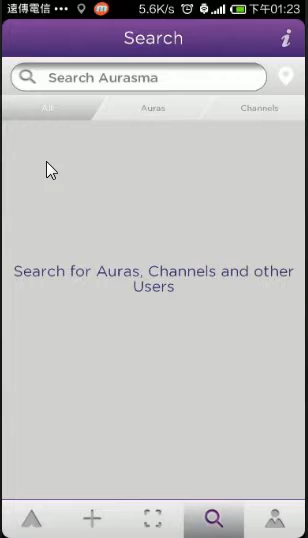 遠傳電信 ••• 5.6K/s 下午01:23
Search
Search Aurasma
All Auras Channels
Search for Auras, Channels and other
Users